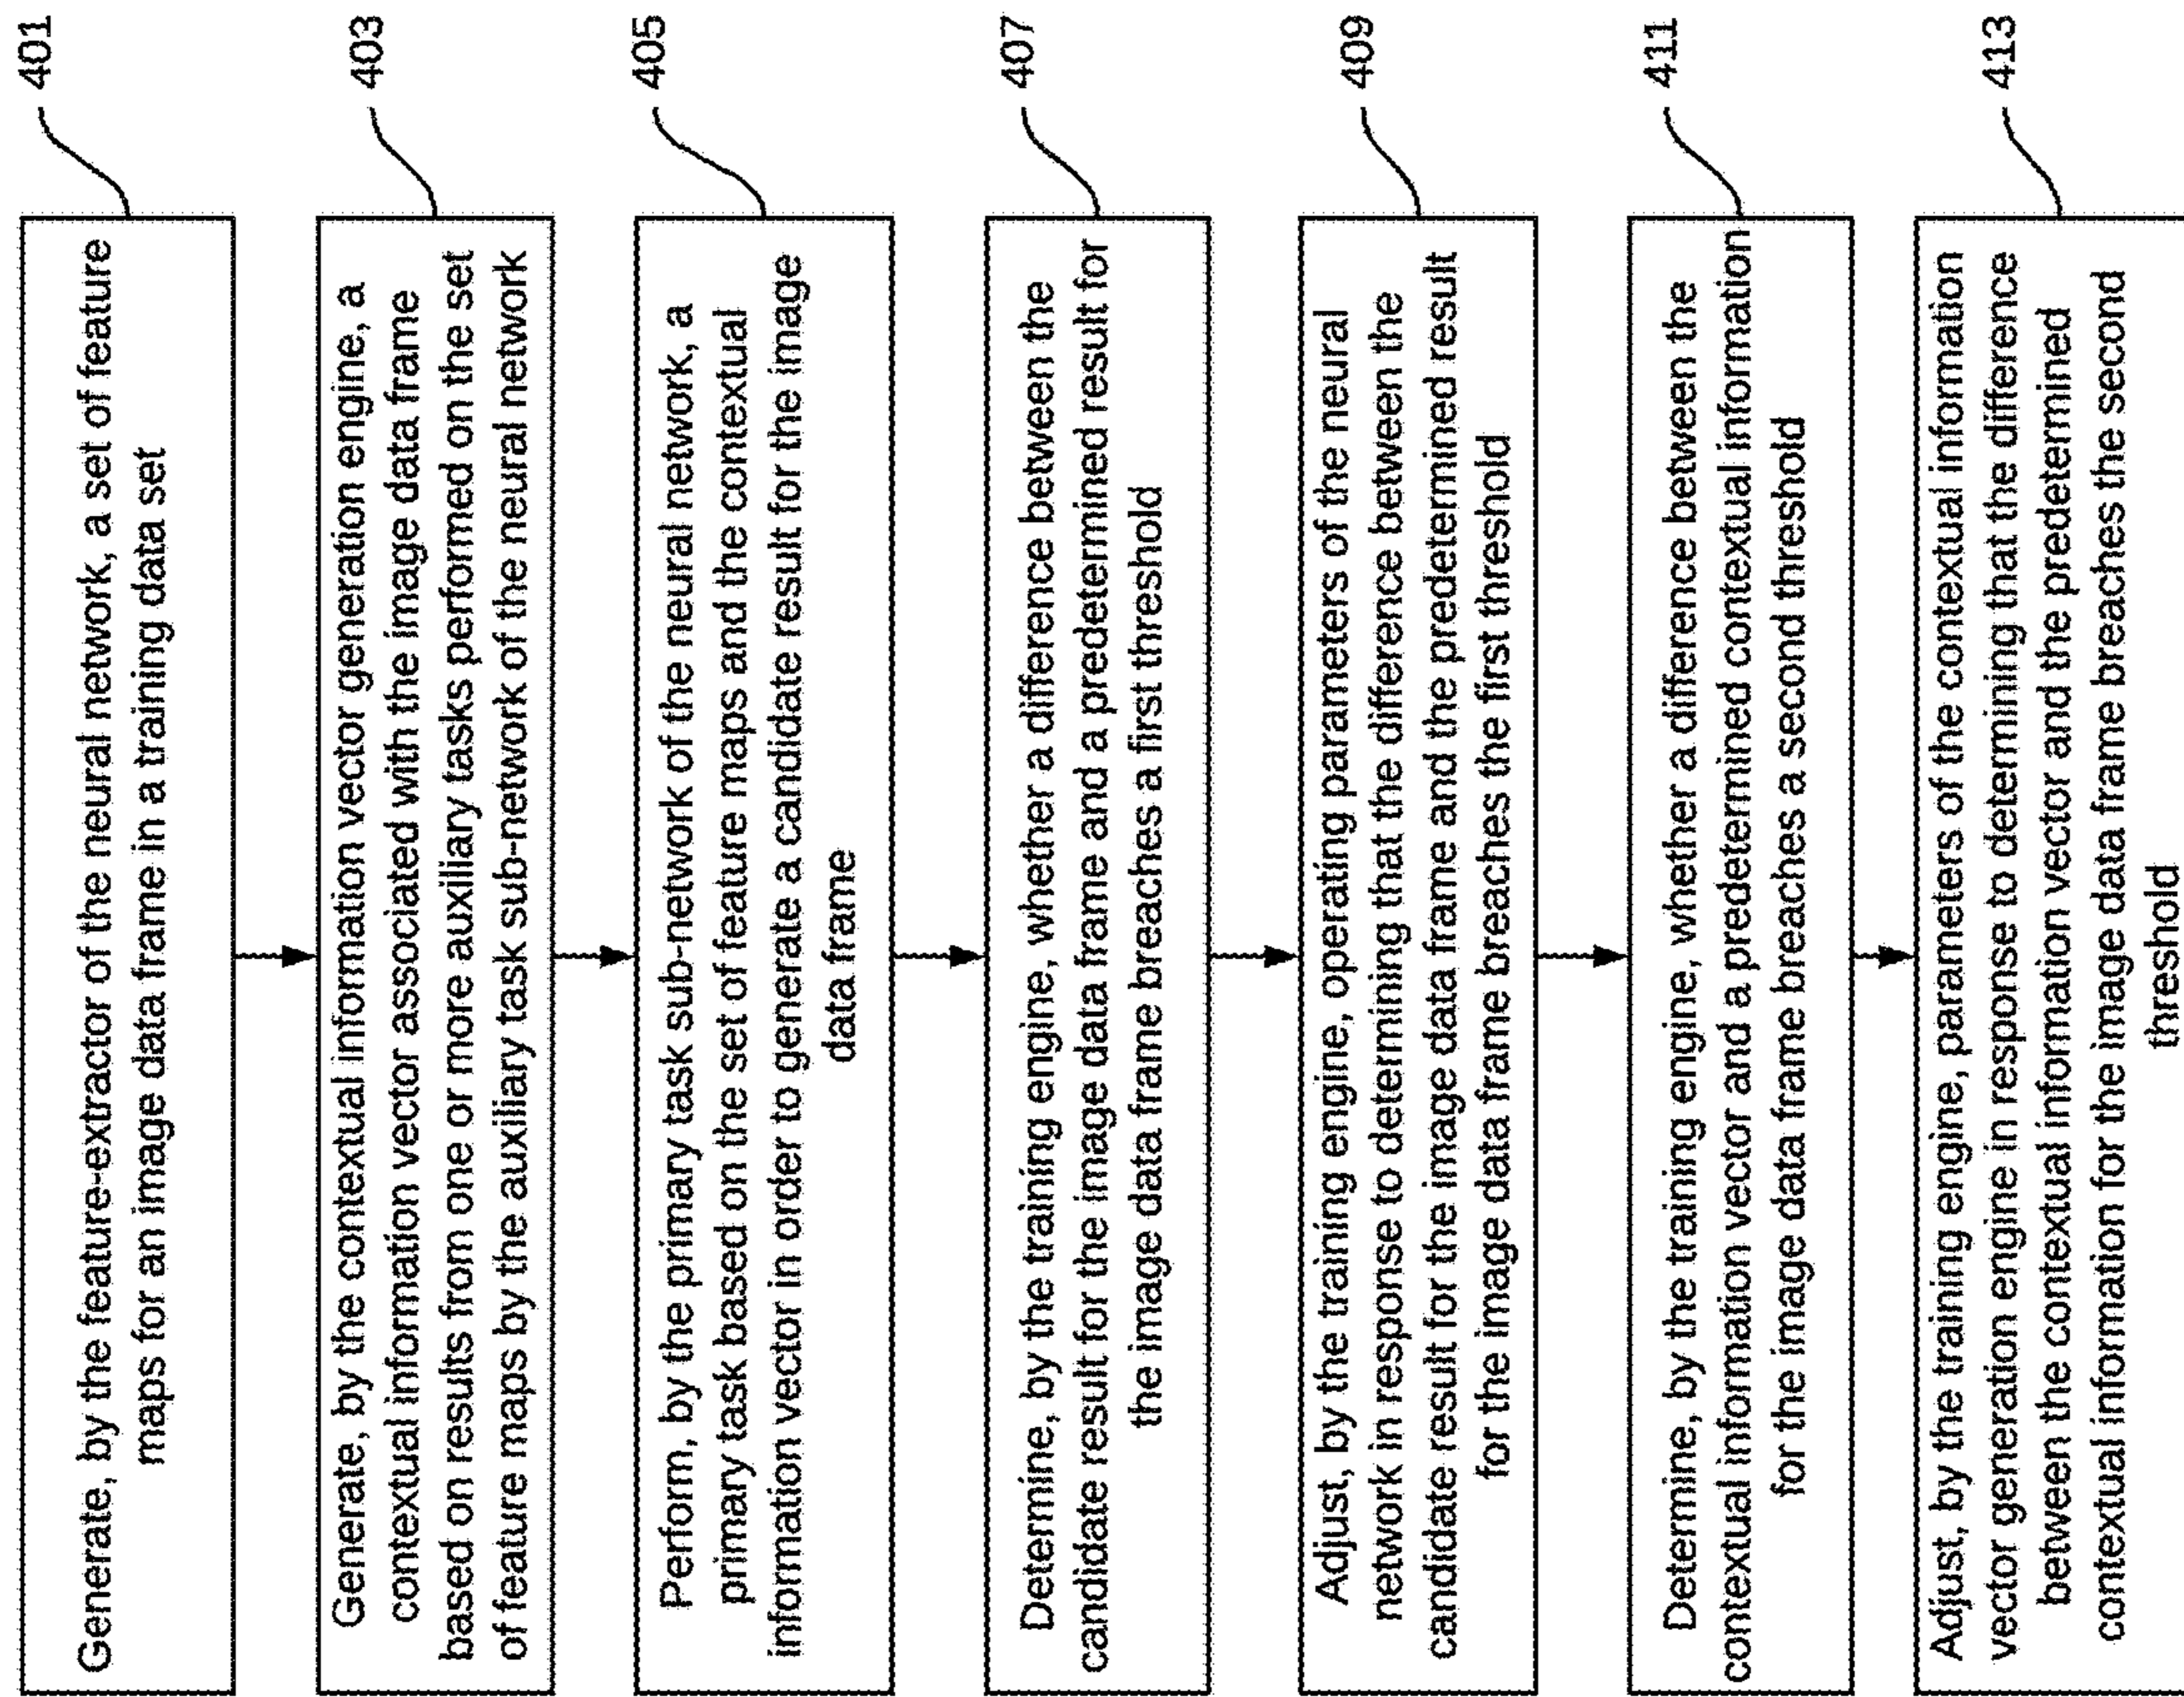 401
Generate, by the feature-extractor of the neural network, a set of feature
maps for an image data frame in a training data set
403
Generate, by the contextual information vector generation engine, a
contextual information vector associated with the image data frame
based on results from one or more auxiliary tasks performed on the set
of feature maps by the auxiliary task sub-network of the neural network
405
Perform, by the primary task sub-network of the neural network, a
primary task based on the set of feature maps and the contextual
information vector in order to generate a candidate result for the image
data frame
407
Determine, by the training engine, whether a difference between the
candidate result for the image data frame and a predetermined result for
the image data frame breaches a first threshold
409
Adjust, by the training engine, operating parameters of the neural
network in response to determining that the difference between the
candidate result for the image data frame and the predetermined result
for the image data frame breaches the first threshold
411
Determine, by the training engine, whether a difference between the
contextual information vector and a predetermined contextual information
for the image data frame breaches a second threshold
413
Adjust, by the training engine, parameters of the contextual information
vector generation engine in response to determining that the difference
between the contextual information vector and the predetermined
contextual information for the image data frame breaches the second
threshold